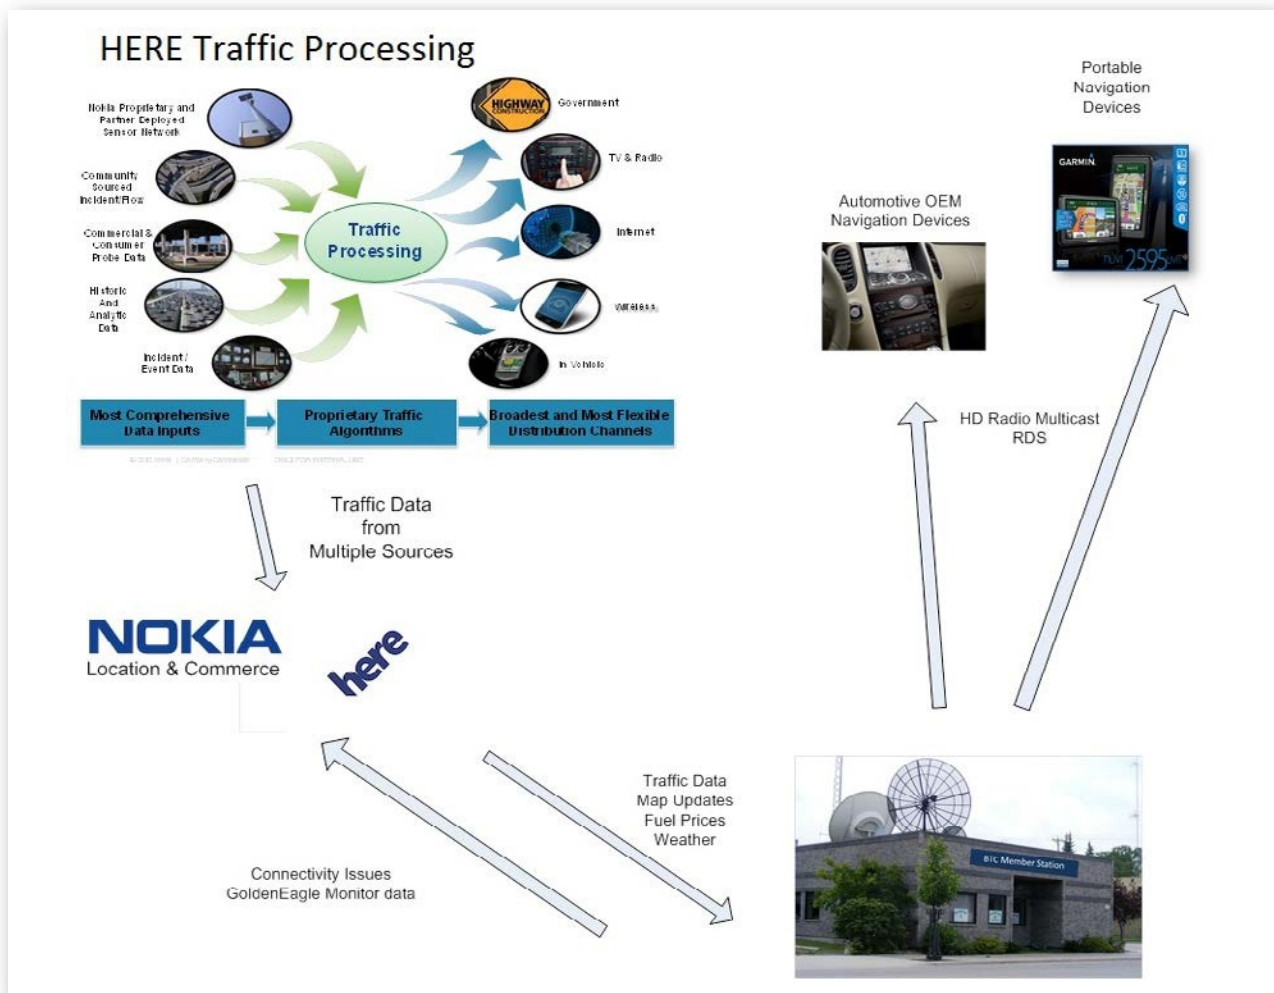 HERE Traffic Processing
Nokia Proprietary and
Partner Deployed
Sensor Network
Community
Sourced
Incident/Flow
Commercial &
Consumer
Probe Data
Historic
And
Analytic
Data
Incident /
Event Data
Traffic
Processing
HIGHWAY
CONSTRUCTION
Government
TV & Radio
Internet
Wireless
In Vehicle
Most Comprehensive
Data Inputs
Proprietary Traffic
Algorithms
Broadest and Most Flexible
Distribution Channels
Traffic Data
from
Multiple Sources
NOKIA
Location & Commerce
here
Connectivity Issues
GoldenEagle Monitor data
Traffic Data
Map Updates
Fuel Prices
Weather
BTC Member Station
Automotive OEM
Navigation Devices
HD Radio Multicast
RDS
Portable
Navigation
Devices
GARMIN
nüvi 2595LMT